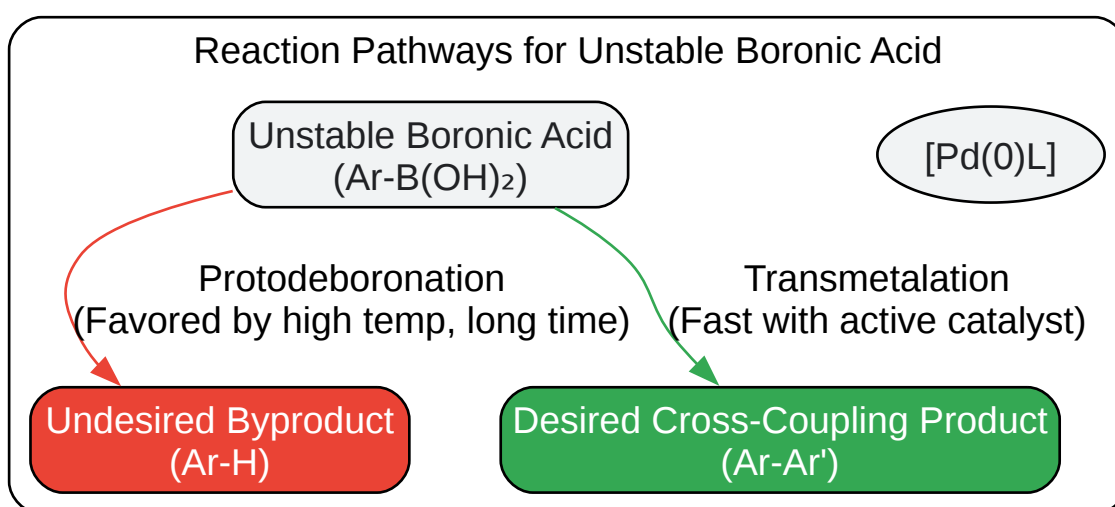 Reaction Pathways for Unstable Boronic Acid
Unstable Boronic Acid
(Ar-B(OH)₂)
[Pd(0)L]
Protodeboronation
(Favored by high temp, long time)
Transmetalation
(Fast with active catalyst)
Undesired Byproduct
(Ar-H)
Desired Cross-Coupling Product
(Ar-Ar')